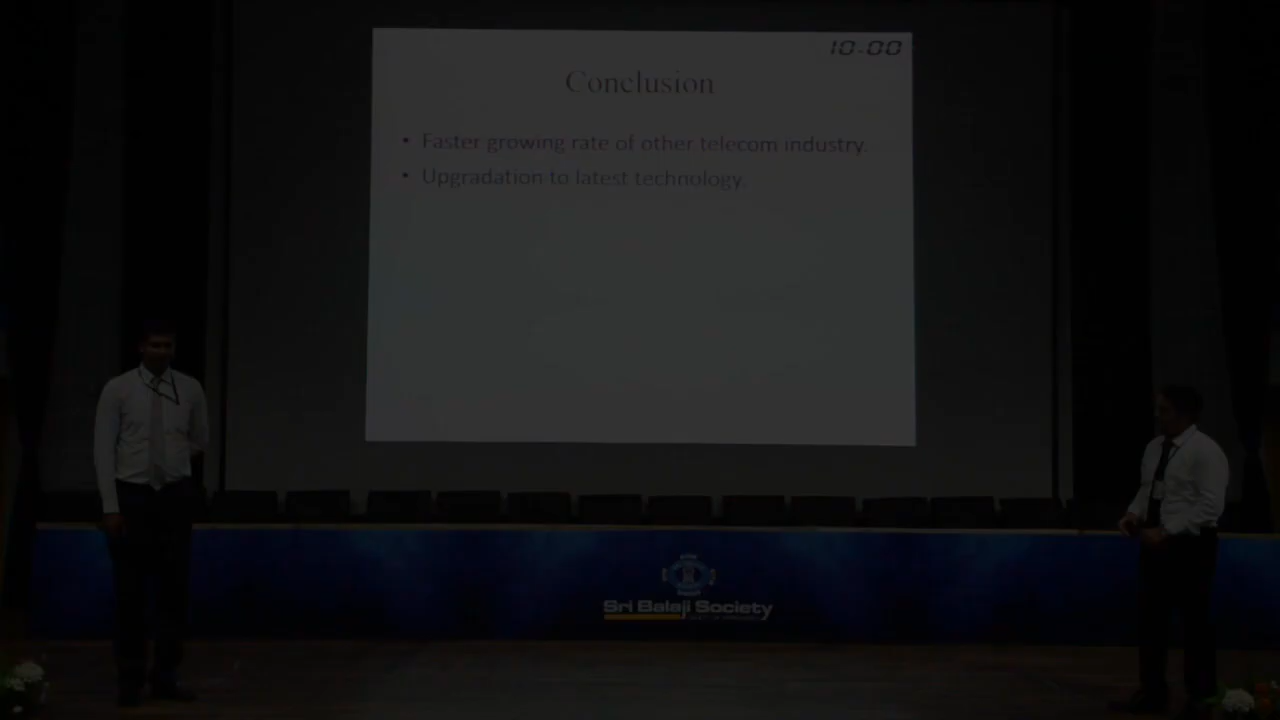 10-00
Conclusion
• Faster growing rate of other telecom industry.
• Upgradation to latest technology.
Sri Balaji Society